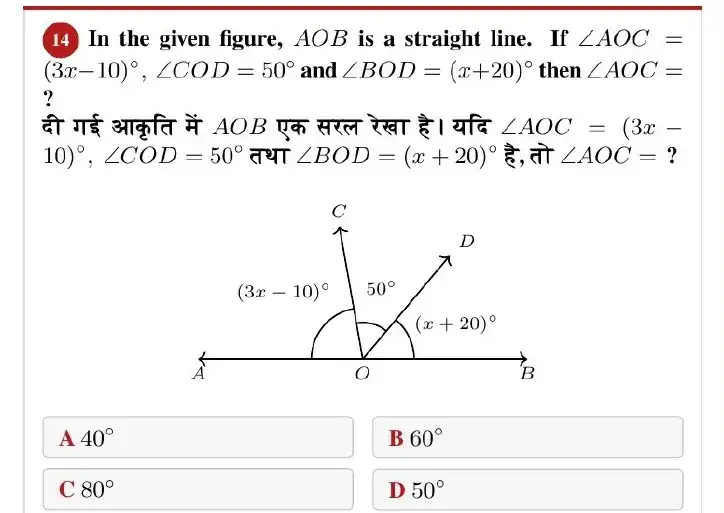 14 In the given figure, AOB is a straight line. If ∠AOC =
(3x−10)°, ∠COD = 50° and ∠BOD = (x+20)° then ∠AOC =
?
दी गई आकृति में AOB एक सरल रेखा है। यदि ∠AOC = (3x −
10)°, ∠COD = 50° तथा ∠BOD = (x + 20)° है, तो ∠AOC = ?
C
D
(3x − 10)° 50°
(x + 20)°
A O B
A 40° B 60°
C 80° D 50°